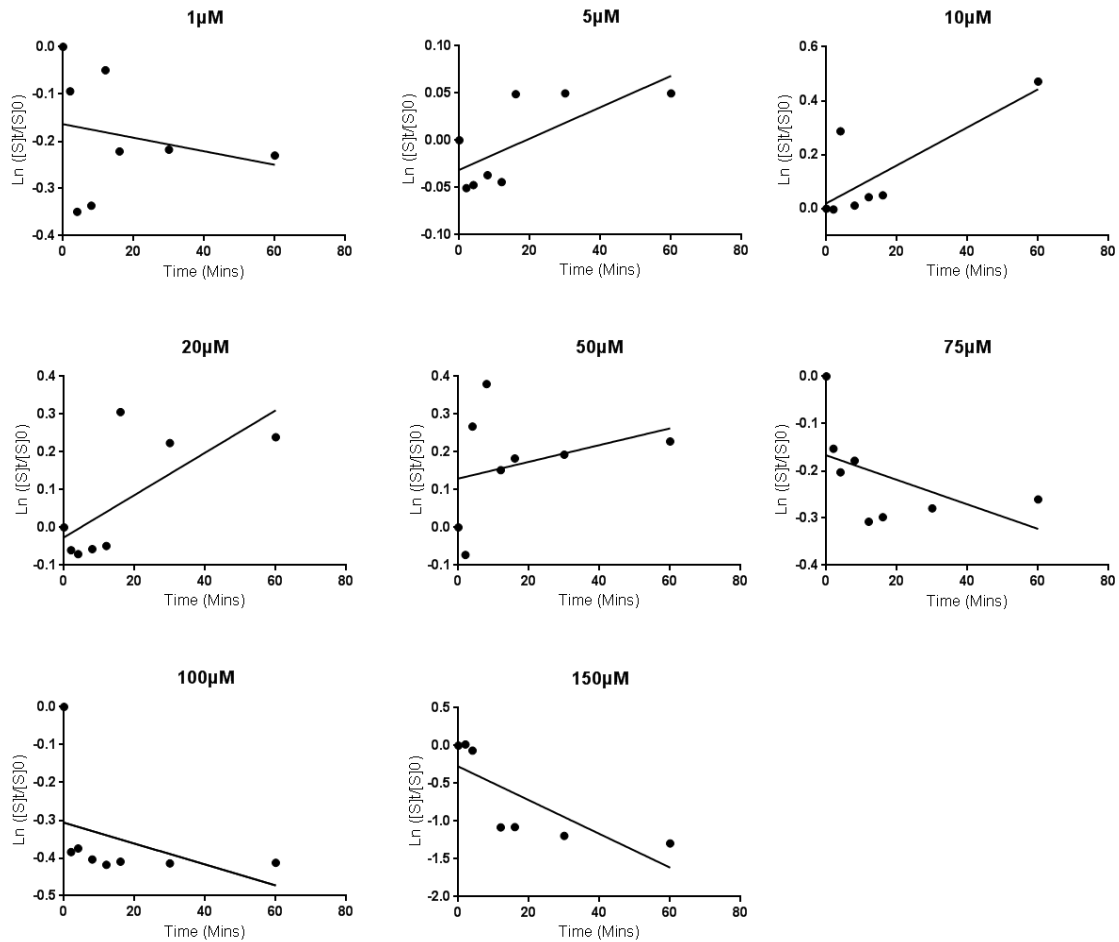 1µM
0.0
-0.1
-0.2
-0.3
-0.4
Ln ([S]t/[S]0)
0 20 40 60 80
Time (Mins)
5µM
0.10
0.05
0.00
-0.05
-0.10
Ln ([S]t/[S]0)
0 20 40 60 80
Time (Mins)
10µM
0.6
0.4
0.2
0.0
Ln ([S]t/[S]0)
0 20 40 60 80
Time (Mins)
20µM
0.4
0.3
0.2
0.1
0.0
-0.1
Ln ([S]t/[S]0)
0 20 40 60 80
Time (Mins)
50µM
0.4
0.3
0.2
0.1
0.0
-0.1
Ln ([S]t/[S]0)
0 20 40 60 80
Time (Mins)
75µM
0.0
-0.1
-0.2
-0.3
-0.4
Ln ([S]t/[S]0)
0 20 40 60 80
Time (Mins)
100µM
0.0
-0.1
-0.2
-0.3
-0.4
-0.5
Ln ([S]t/[S]0)
0 20 40 60 80
Time (Mins)
150µM
0.5
0.0
-0.5
-1.0
-1.5
-2.0
Ln ([S]t/[S]0)
0 20 40 60 80
Time (Mins)